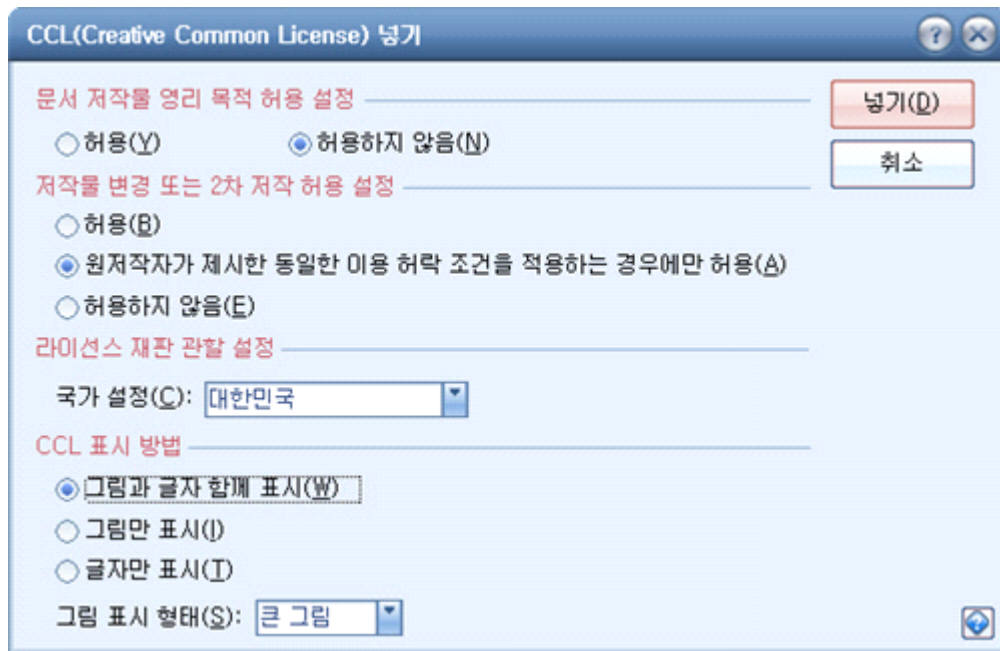 CCL(Creative Common License) 넣기
문서 저작물 영리 목적 허용 설정
넣기(D)
허용(Y) 허용하지 않음(N)
취소
저작물 변경 또는 2차 저작 허용 설정
허용(B)
원저작자가 제시한 동일한 이용 허락 조건을 적용하는 경우에만 허용(A)
허용하지 않음(E)
라이선스 재판 관할 설정
국가 설정(C): 대한민국
CCL 표시 방법
그림과 글자 함께 표시(W)
그림만 표시(I)
글자만 표시(T)
그림 표시 형태(S): 큰 그림